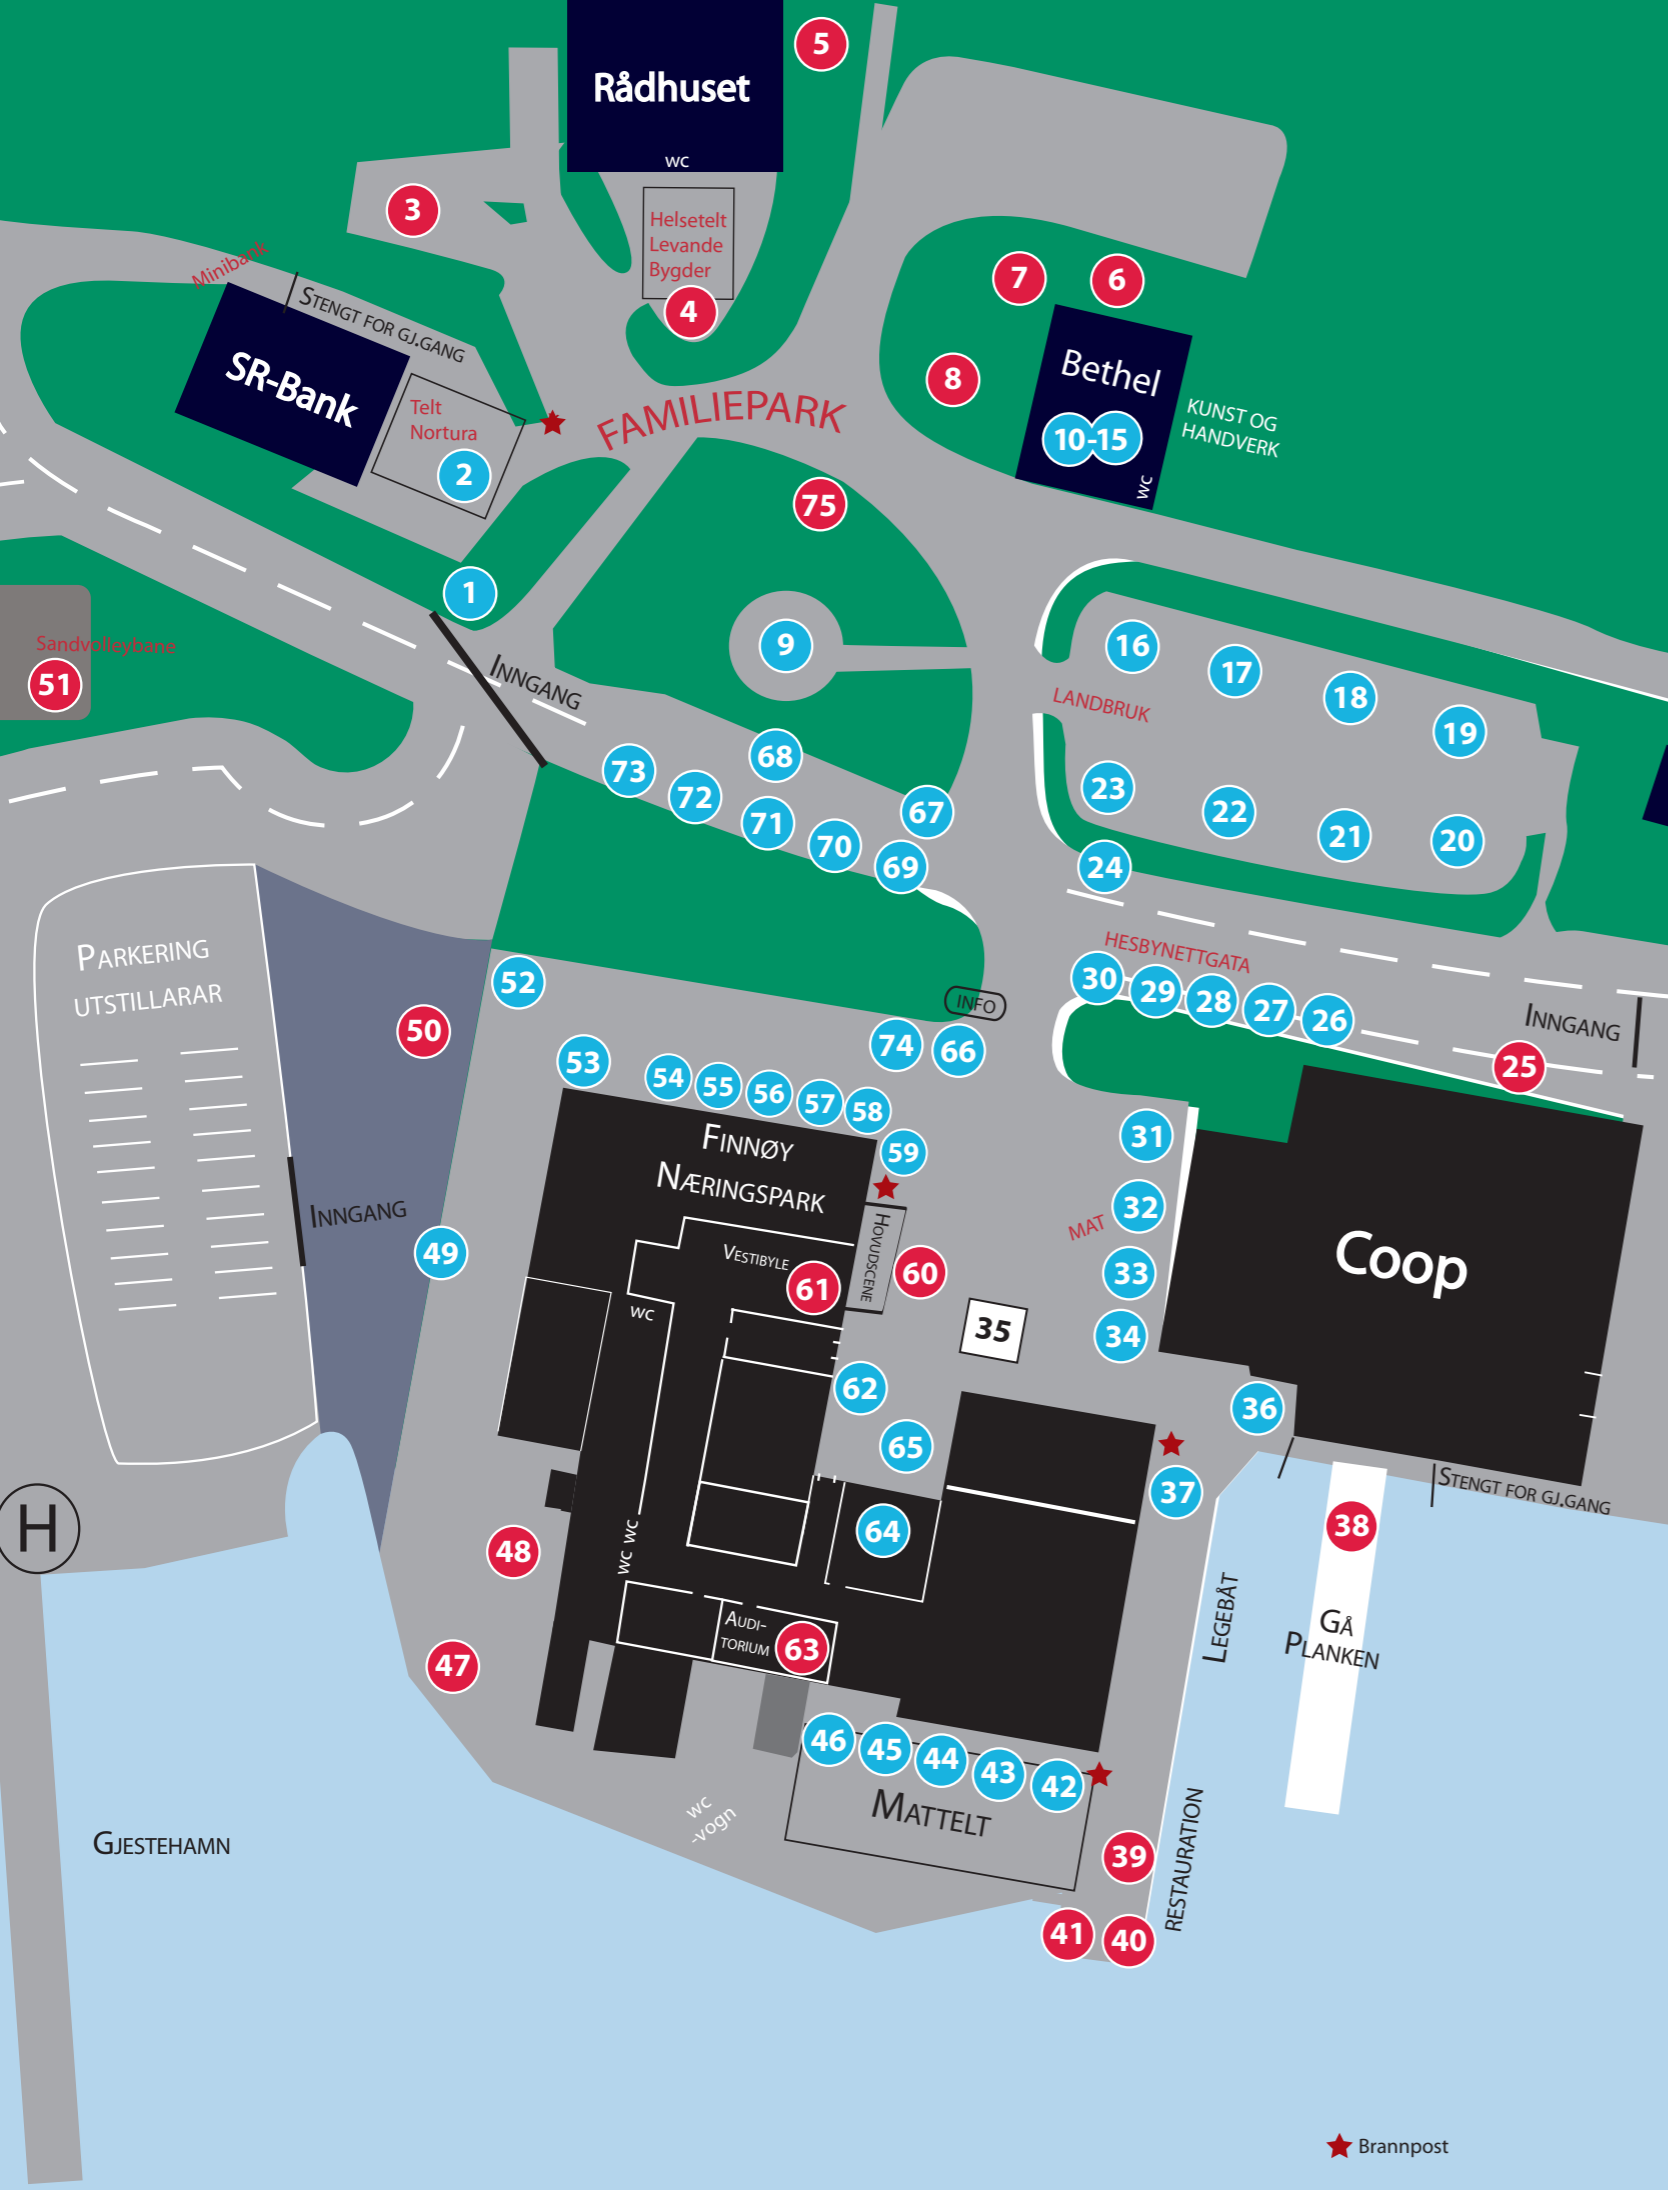 5
Rådhuset
WC
3
Helsetelt
Levande
Bygder
4
Minibank
STENGT FOR GJ.GANG
SR-Bank
Telt
Nortura
2
FAMILIEPARK
7
6
8
Bethel
10-15
WC
KUNST OG
HANDVERK
75
1
INNGANG
9
Sandvolleybane
51
16
17
18
19
LANDBRUK
23
22
21
20
24
68
73
72
71
70
67
69
HESBYNETTGATA
30
29
28
27
26
INNGANG
25
PARKERING
UTSTILLARAR
52
50
INFO
74
66
53
54
55
56
57
58
59
FINNØY
NÆRINGSPARK
31
32
MAT
33
34
Coop
INNGANG
49
VESTIBYLE
61
HOVUDSCENE
60
WC
35
62
36
65
37
STENGT FOR GJ.GANG
H
64
38
48
WC WC
LEGEBÅT
GÅ
PLANKEN
AUDI-
TORIUM
63
47
46
45
44
43
42
MATTELT
WC
-vogn
GJESTEHAMN
39
RESTAURATION
41
40
Brannpost